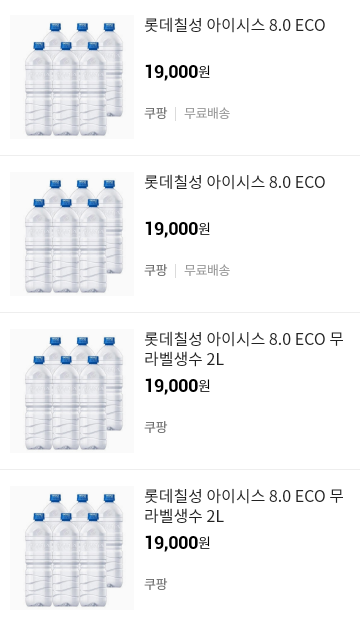 롯데칠성 아이시스 8.0 ECO
19,000원
쿠팡 | 무료배송
롯데칠성 아이시스 8.0 ECO
19,000원
쿠팡 | 무료배송
롯데칠성 아이시스 8.0 ECO 무
라벨생수 2L
19,000원
쿠팡
롯데칠성 아이시스 8.0 ECO 무
라벨생수 2L
19,000원
쿠팡